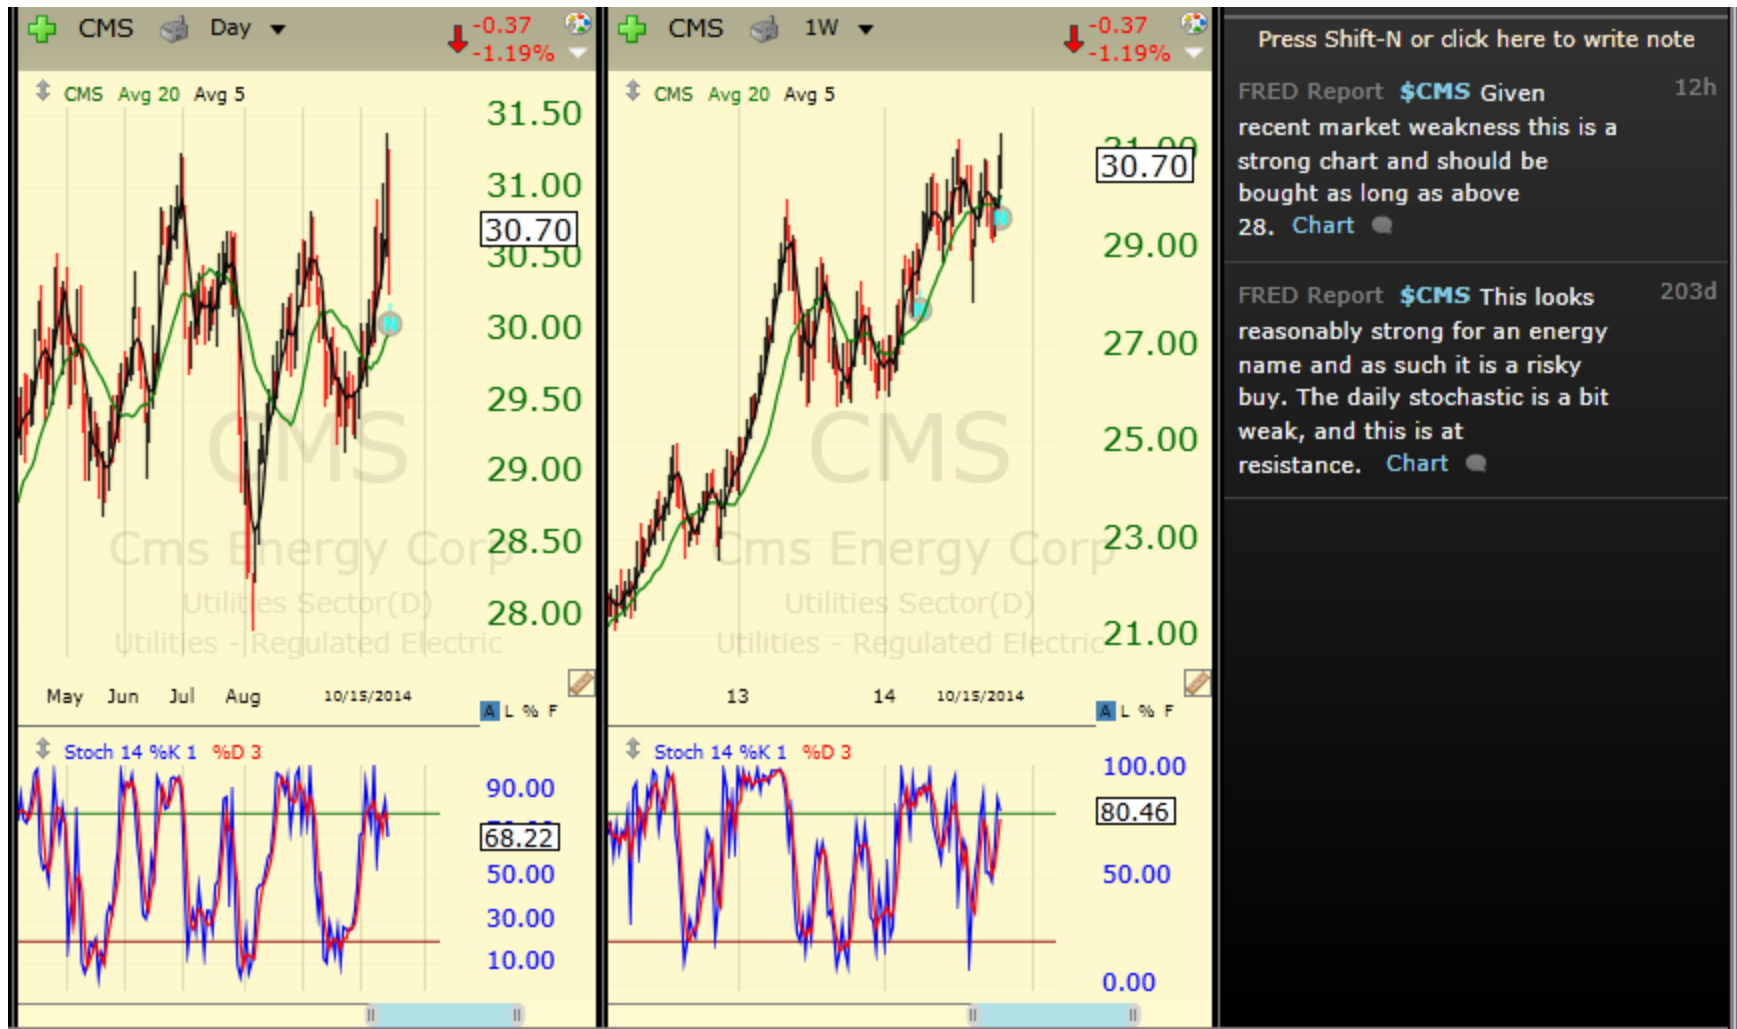 CMS Day -0.37
-1.19%
CMS Avg 20 Avg 5
31.50
31.00
30.70
30.50
30.00
29.50
29.00
28.50
28.00
N
CMS
Cms Energy Corp
Utilities Sector(D)
Utilities - Regulated Electric
May Jun Jul Aug 10/15/2014
A L % F
Stoch 14 %K 1 %D 3
90.00
68.22
50.00
30.00
10.00
CMS 1W -0.37
-1.19%
CMS Avg 20 Avg 5
31.00
30.70
29.00
27.00
25.00
23.00
21.00
N
N
CMS
Cms Energy Corp
Utilities Sector(D)
Utilities - Regulated Electric
13 14 10/15/2014
A L % F
Stoch 14 %K 1 %D 3
100.00
80.46
50.00
0.00
Press Shift-N or click here to write note
FRED Report $CMS Given 12h
recent market weakness this is a
strong chart and should be
bought as long as above
28. Chart
FRED Report $CMS This looks 203d
reasonably strong for an energy
name and as such it is a risky
buy. The daily stochastic is a bit
weak, and this is at
resistance. Chart